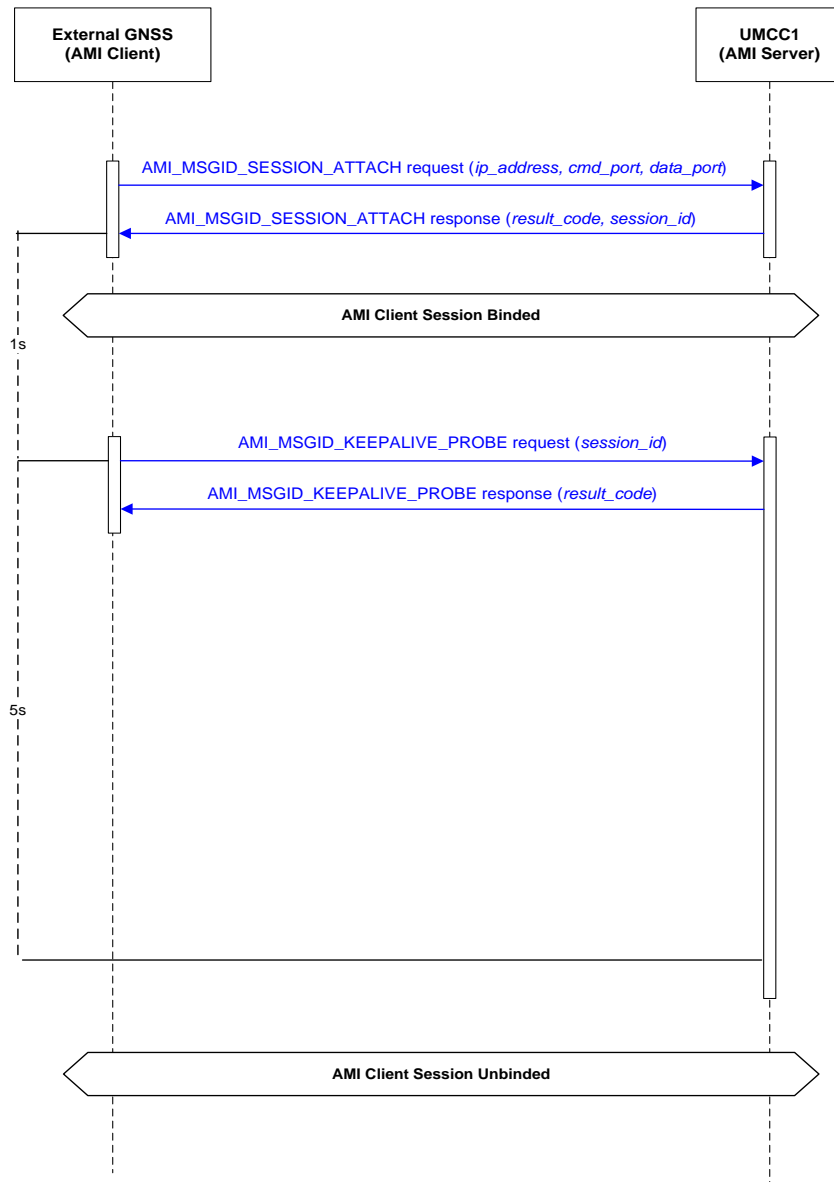 External GNSS
(AMI Client)
UMCC1
(AMI Server)
AMI_MSGID_SESSION_ATTACH request (ip_address, cmd_port, data_port)
AMI_MSGID_SESSION_ATTACH response (result_code, session_id)
AMI Client Session Binded
1s
AMI_MSGID_KEEPALIVE_PROBE request (session_id)
AMI_MSGID_KEEPALIVE_PROBE response (result_code)
5s
AMI Client Session Unbinded